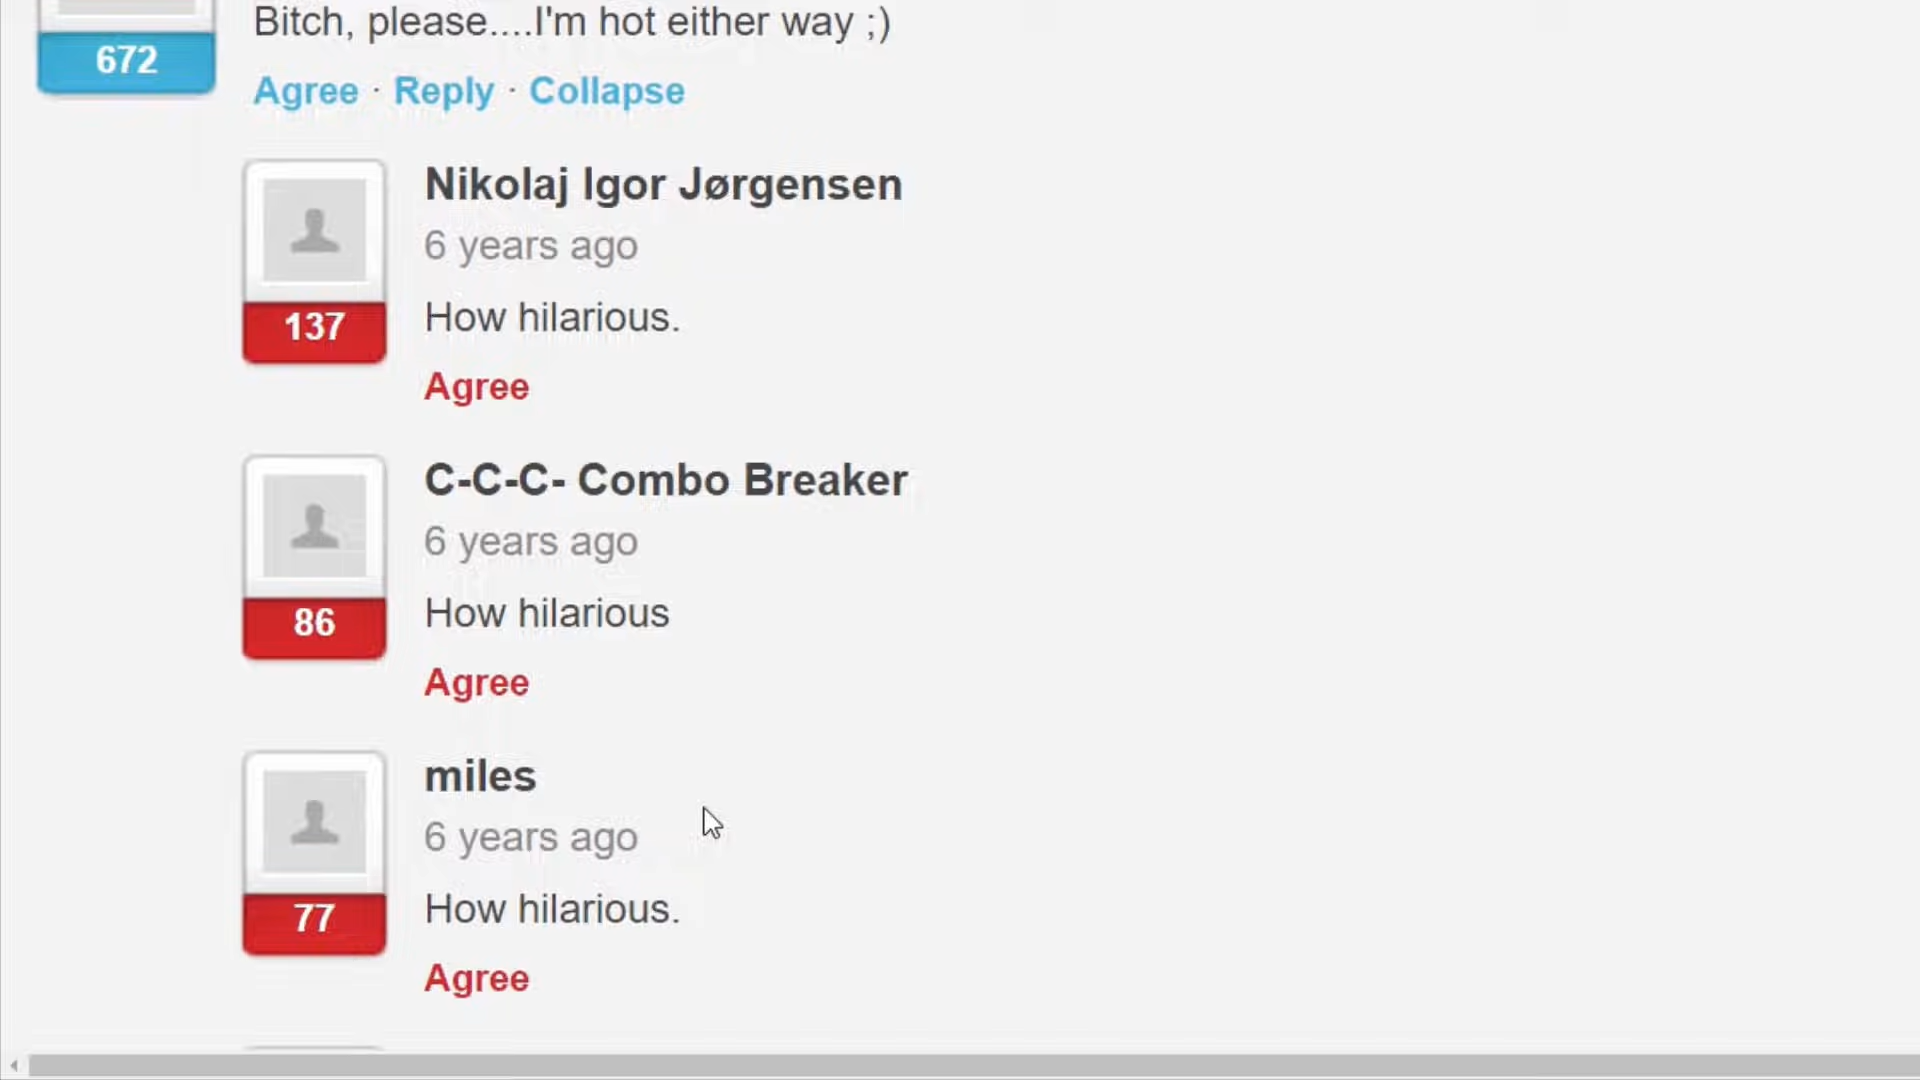 Bitch, please....I'm hot either way ;)
672
Agree · Reply · Collapse
Nikolaj Igor Jørgensen
6 years ago
137
How hilarious.
Agree
C-C-C- Combo Breaker
6 years ago
86
How hilarious
Agree
miles
6 years ago
77
How hilarious.
Agree